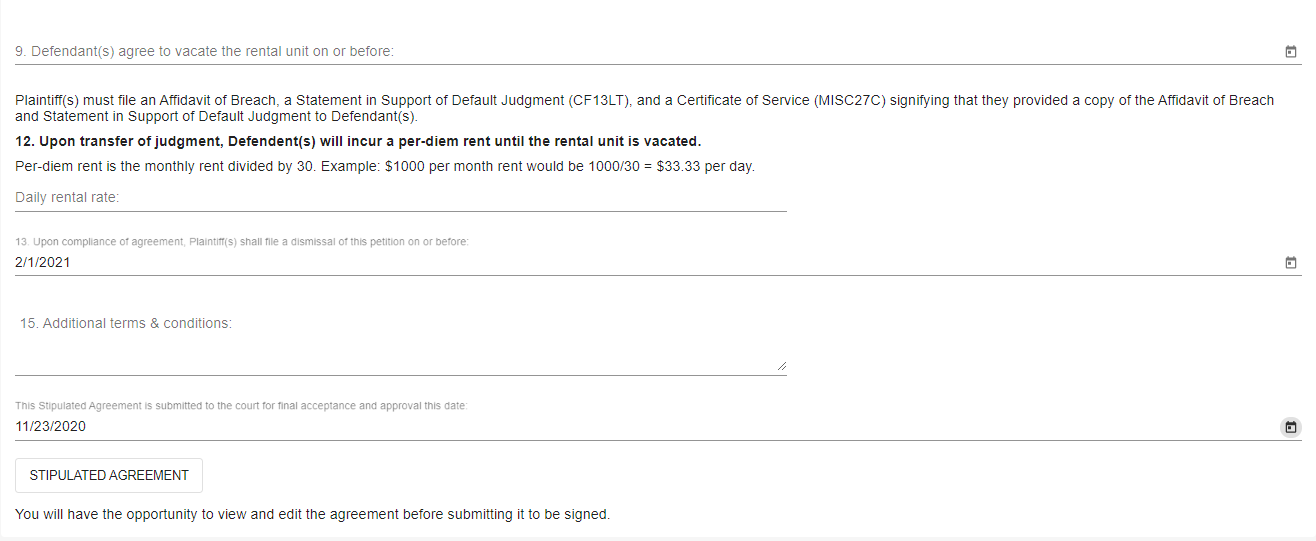 9. Defendant(s) agree to vacate the rental unit on or before:
Plaintiff(s) must file an Affidavit of Breach, a Statement in Support of Default Judgment (CF13LT), and a Certificate of Service (MISC27C) signifying that they provided a copy of the Affidavit of Breach
and Statement in Support of Default Judgment to Defendant(s).
12. Upon transfer of judgment, Defendent(s) will incur a per-diem rent until the rental unit is vacated.
Per-diem rent is the monthly rent divided by 30. Example: $1000 per month rent would be 1000/30 = $33.33 per day.
Daily rental rate:
13. Upon compliance of agreement, Plaintiff(s) shall file a dismissal of this petition on or before:
2/1/2021
15. Additional terms & conditions:
This Stipulated Agreement is submitted to the court for final acceptance and approval this date:
11/23/2020
STIPULATED AGREEMENT
You will have the opportunity to view and edit the agreement before submitting it to be signed.